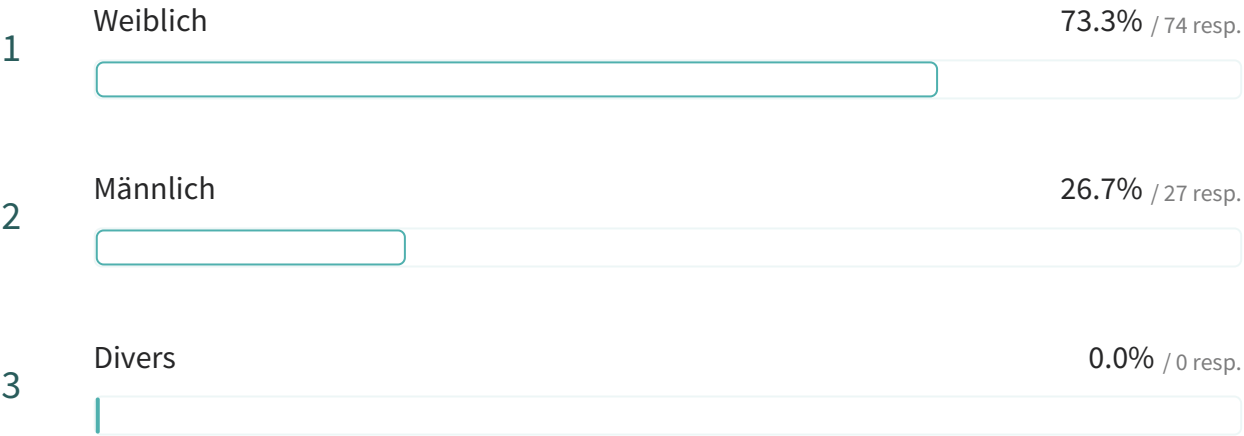 1
Weiblich 73.3% / 74 resp.
2
Männlich 26.7% / 27 resp.
3
Divers 0.0% / 0 resp.